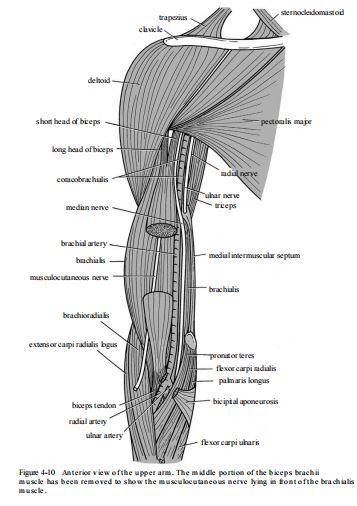 trapezius
sternocleidomastoid
clavicle
deltoid
short head of biceps
pectoralis major
long head of biceps
radial nerve
coracobrachialis
ulnar nerve
triceps
median nerve
brachial artery
medial intermuscular septum
brachialis
musculocutaneous nerve
brachialis
brachioradialis
extensor carpi radialis logus
pronator teres
flexor carpi radialis
palmaris longus
biceps tendon
bicipital aponeurosis
radial artery
ulnar artery
flexor carpi ulnaris
Figure 4-10 Anterior view of the upper arm. The middle portion of the biceps brachii
muscle has been removed to show the musculocutaneous nerve lying in front of the brachialis
muscle.